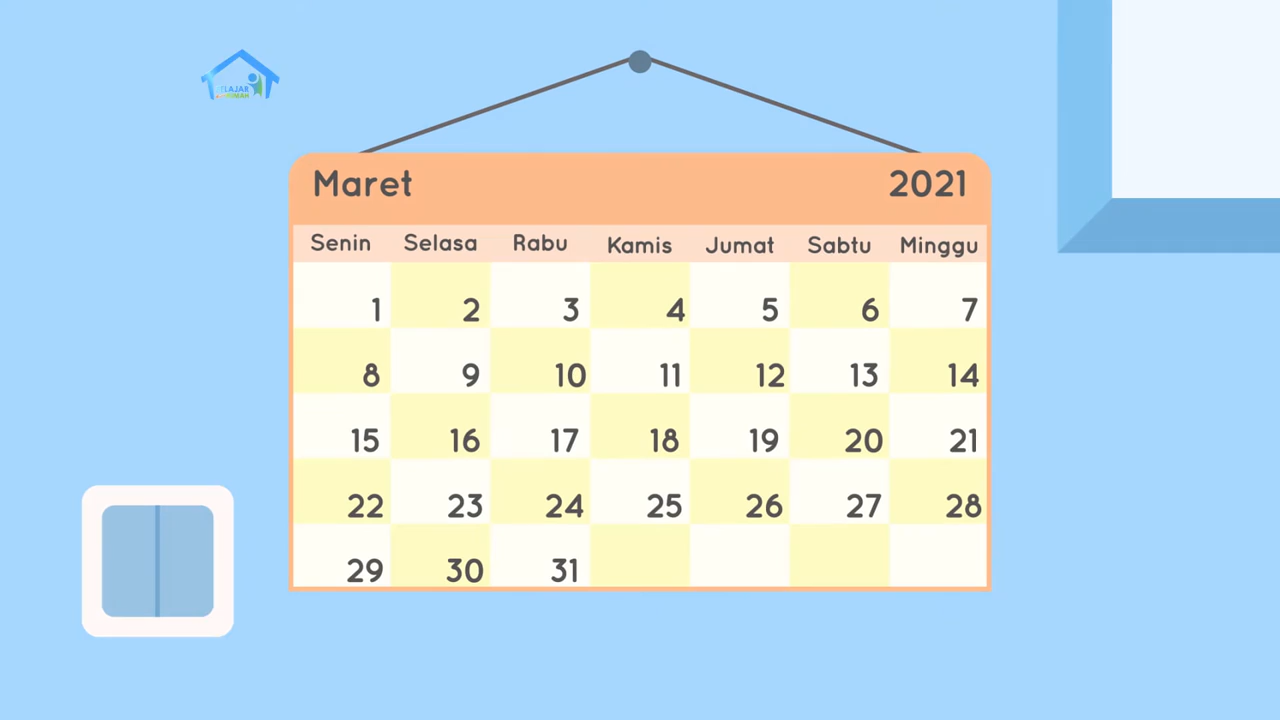 BELAJAR
Maret 2021
Senin Selasa Rabu Kamis Jumat Sabtu Minggu
1 2 3 4 5 6 7
8 9 10 11 12 13 14
15 16 17 18 19 20 21
22 23 24 25 26 27 28
29 30 31